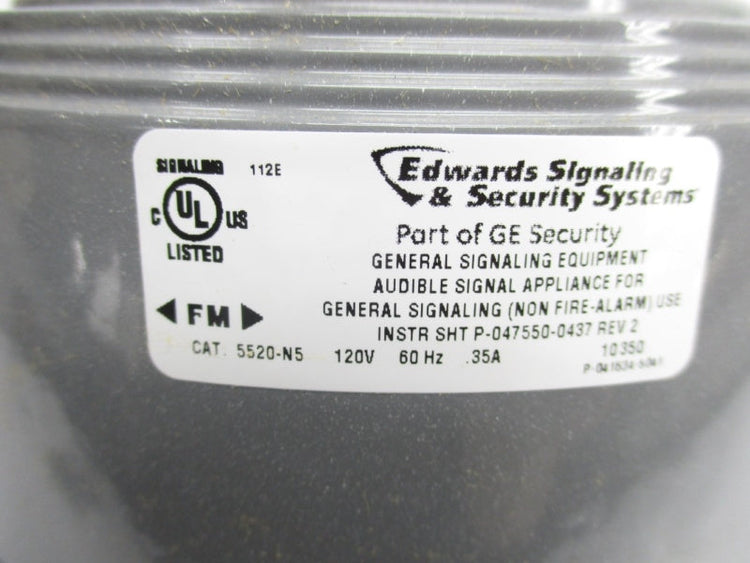 SIGNALING 112E
C UL US
LISTED
FM
Edwards Signaling
& Security Systems
Part of GE Security
GENERAL SIGNALING EQUIPMENT
AUDIBLE SIGNAL APPLIANCE FOR
GENERAL SIGNALING (NON FIRE-ALARM) USE
INSTR SHT P-047550-0437 REV 2
CAT. 5520-N5 120V 60 Hz .35A 10350